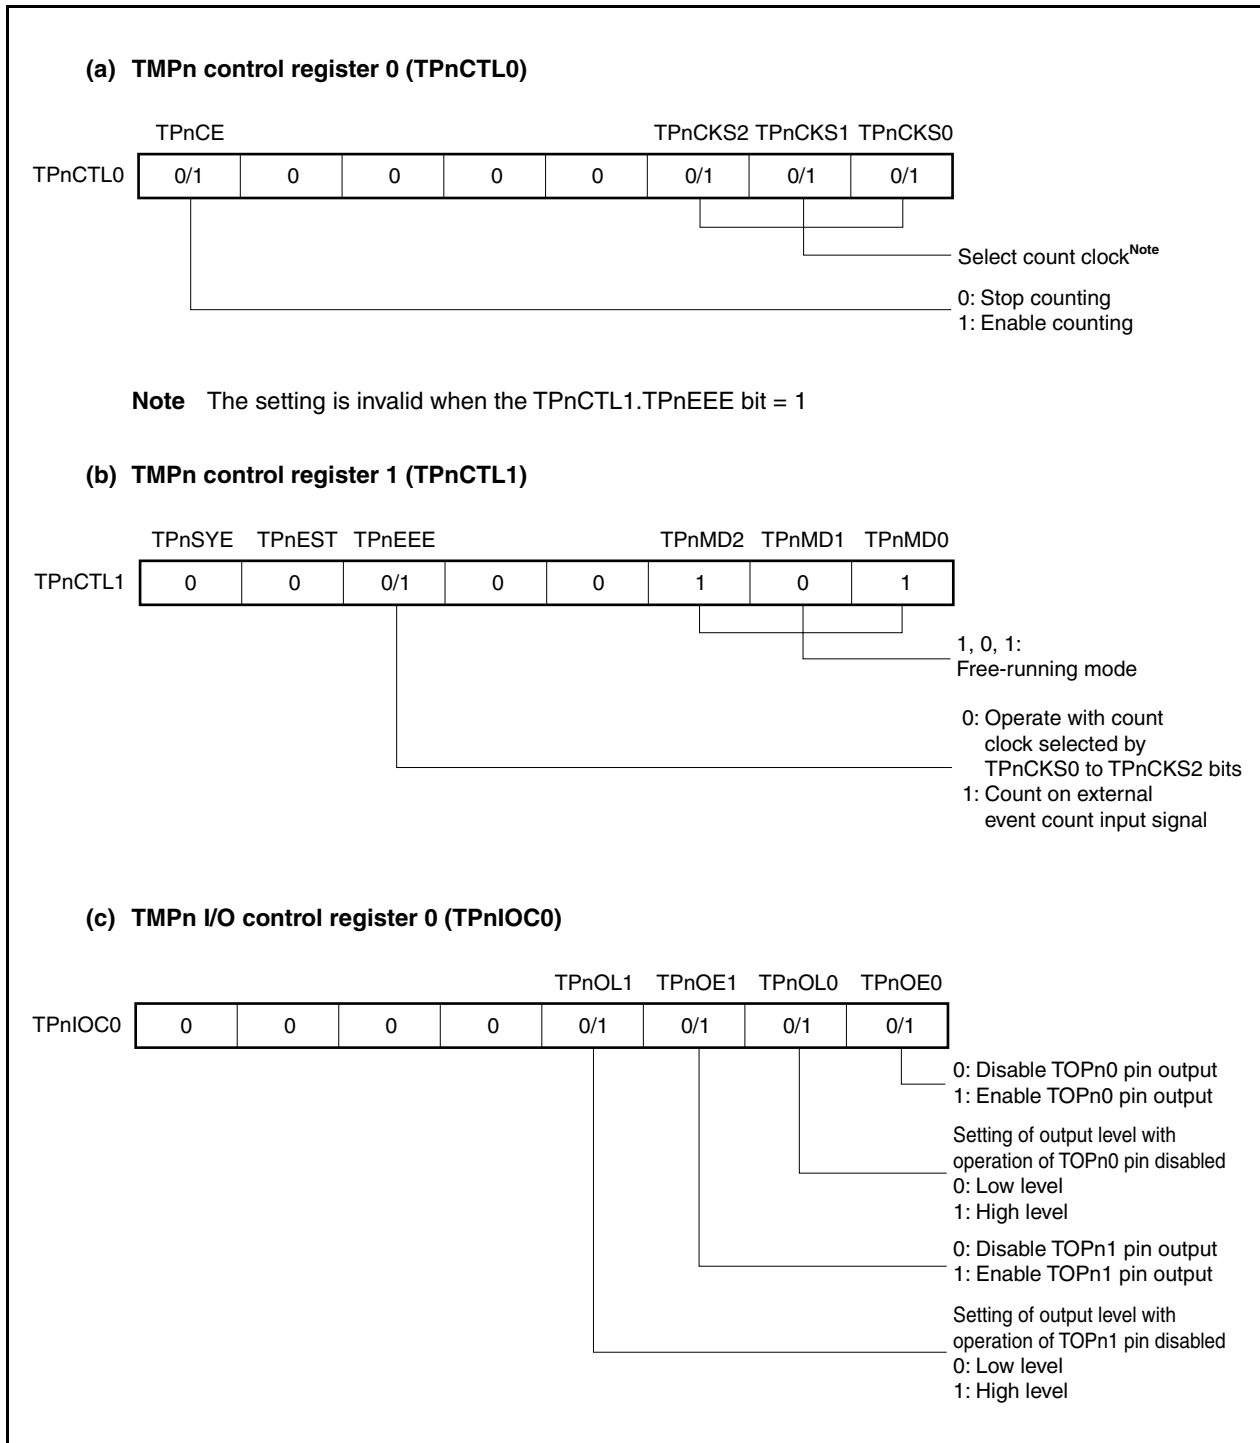 (a) TMPn control register 0 (TPnCTL0)
TPnCE TPnCKS2 TPnCKS1 TPnCKS0
TPnCTL0 0/1 0 0 0 0 0/1 0/1 0/1
Select count clockNote
0: Stop counting
1: Enable counting
Note The setting is invalid when the TPnCTL1.TPnEEE bit = 1
(b) TMPn control register 1 (TPnCTL1)
TPnSYE TPnEST TPnEEE TPnMD2 TPnMD1 TPnMD0
TPnCTL1 0 0 0/1 0 0 1 0 1
1, 0, 1:
Free-running mode
0: Operate with count
clock selected by
TPnCKS0 to TPnCKS2 bits
1: Count on external
event count input signal
(c) TMPn I/O control register 0 (TPnIOC0)
TPnOL1 TPnOE1 TPnOL0 TPnOE0
TPnIOC0 0 0 0 0 0/1 0/1 0/1 0/1
0: Disable TOPn0 pin output
1: Enable TOPn0 pin output
Setting of output level with
operation of TOPn0 pin disabled
0: Low level
1: High level
0: Disable TOPn1 pin output
1: Enable TOPn1 pin output
Setting of output level with
operation of TOPn1 pin disabled
0: Low level
1: High level